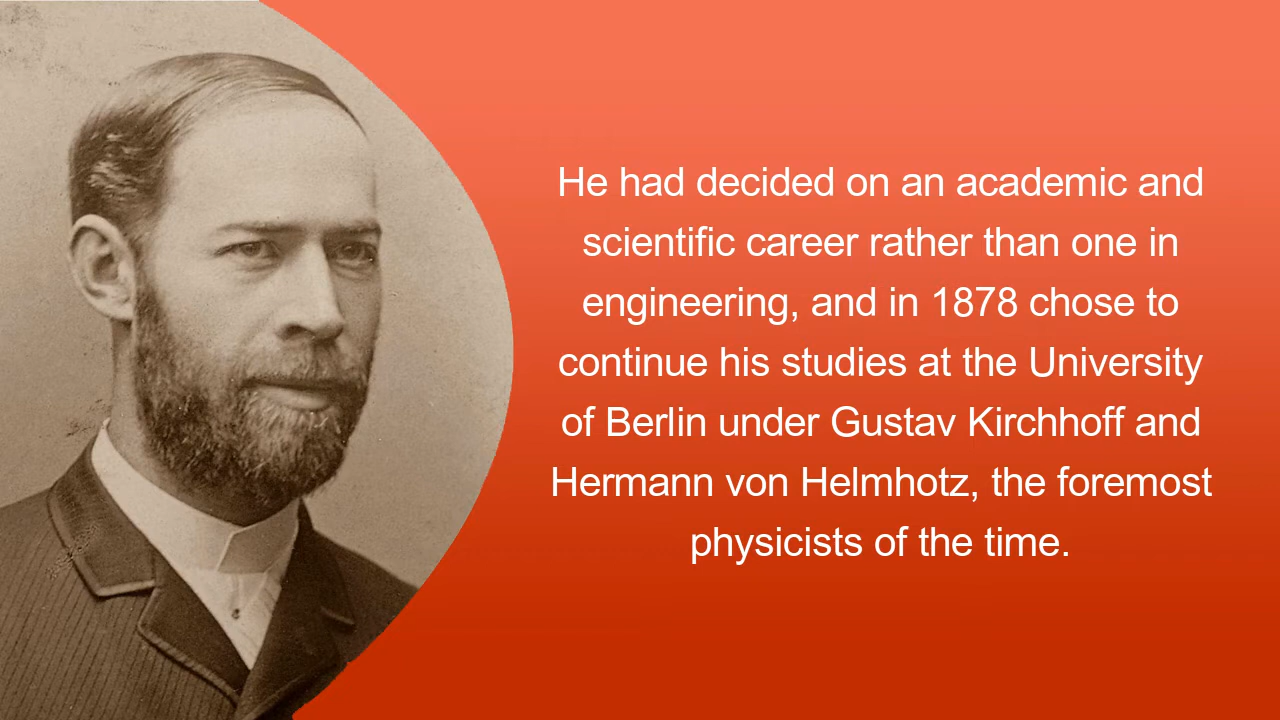 He had decided on an academic and
scientific career rather than one in
engineering, and in 1878 chose to
continue his studies at the University
of Berlin under Gustav Kirchhoff and
Hermann von Helmhotz, the foremost
physicists of the time.